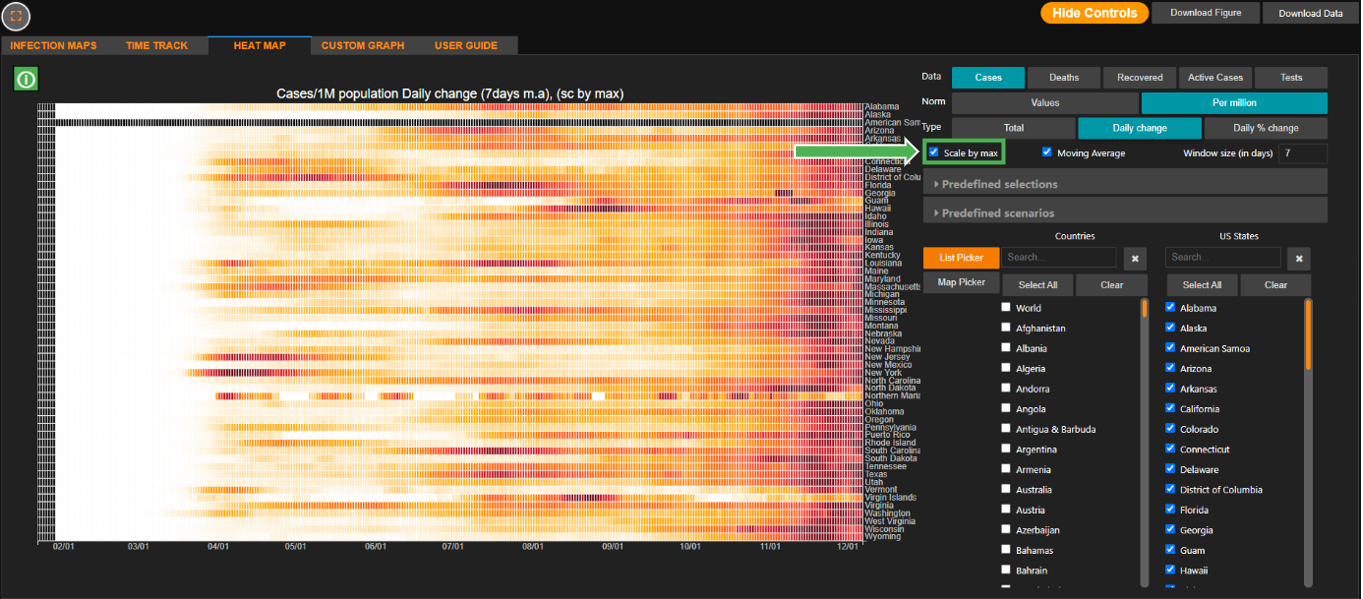 Hide Controls
Download Figure
Download Data
INFECTION MAPS
TIME TRACK
HEAT MAP
CUSTOM GRAPH
USER GUIDE
Cases/1M population Daily change (7days m.a), (sc by max)
Alabama
Alaska
American Sam
Arizona
Arkansas
Connecticut
Delaware
District of Colu
Florida
Georgia
Guam
Hawaii
Idaho
Illinois
Indiana
Iowa
Kansas
Kentucky
Louisiana
Maine
Maryland
Massachusetts
Michigan
Minnesota
Mississippi
Missouri
Montana
Nebraska
Nevada
New Hampshi
New Jersey
New Mexico
New York
North Carolina
North Dakota
Northern Maria
Ohio
Oklahoma
Oregon
Pennsylvania
Puerto Rico
Rhode Island
South Carolina
South Dakota
Tennessee
Texas
Utah
Vermont
Virgin Islands
Virginia
Washington
West Virginia
Wisconsin
Wyoming
02/01 03/01 04/01 05/01 06/01 07/01 08/01 09/01 10/01 11/01 12/01
Data Cases Deaths Recovered Active Cases Tests
Norm Values Per million
Type Total Daily change Daily % change
Scale by max Moving Average Window size (in days) 7
Predefined selections
Predefined scenarios
Countries
List Picker Search...
Map Picker Select All Clear
World
Afghanistan
Albania
Algeria
Andorra
Angola
Antigua & Barbuda
Argentina
Armenia
Australia
Austria
Azerbaijan
Bahamas
Bahrain
US States
Search...
Select All Clear
Alabama
Alaska
American Samoa
Arizona
Arkansas
California
Colorado
Connecticut
Delaware
District of Columbia
Florida
Georgia
Guam
Hawaii